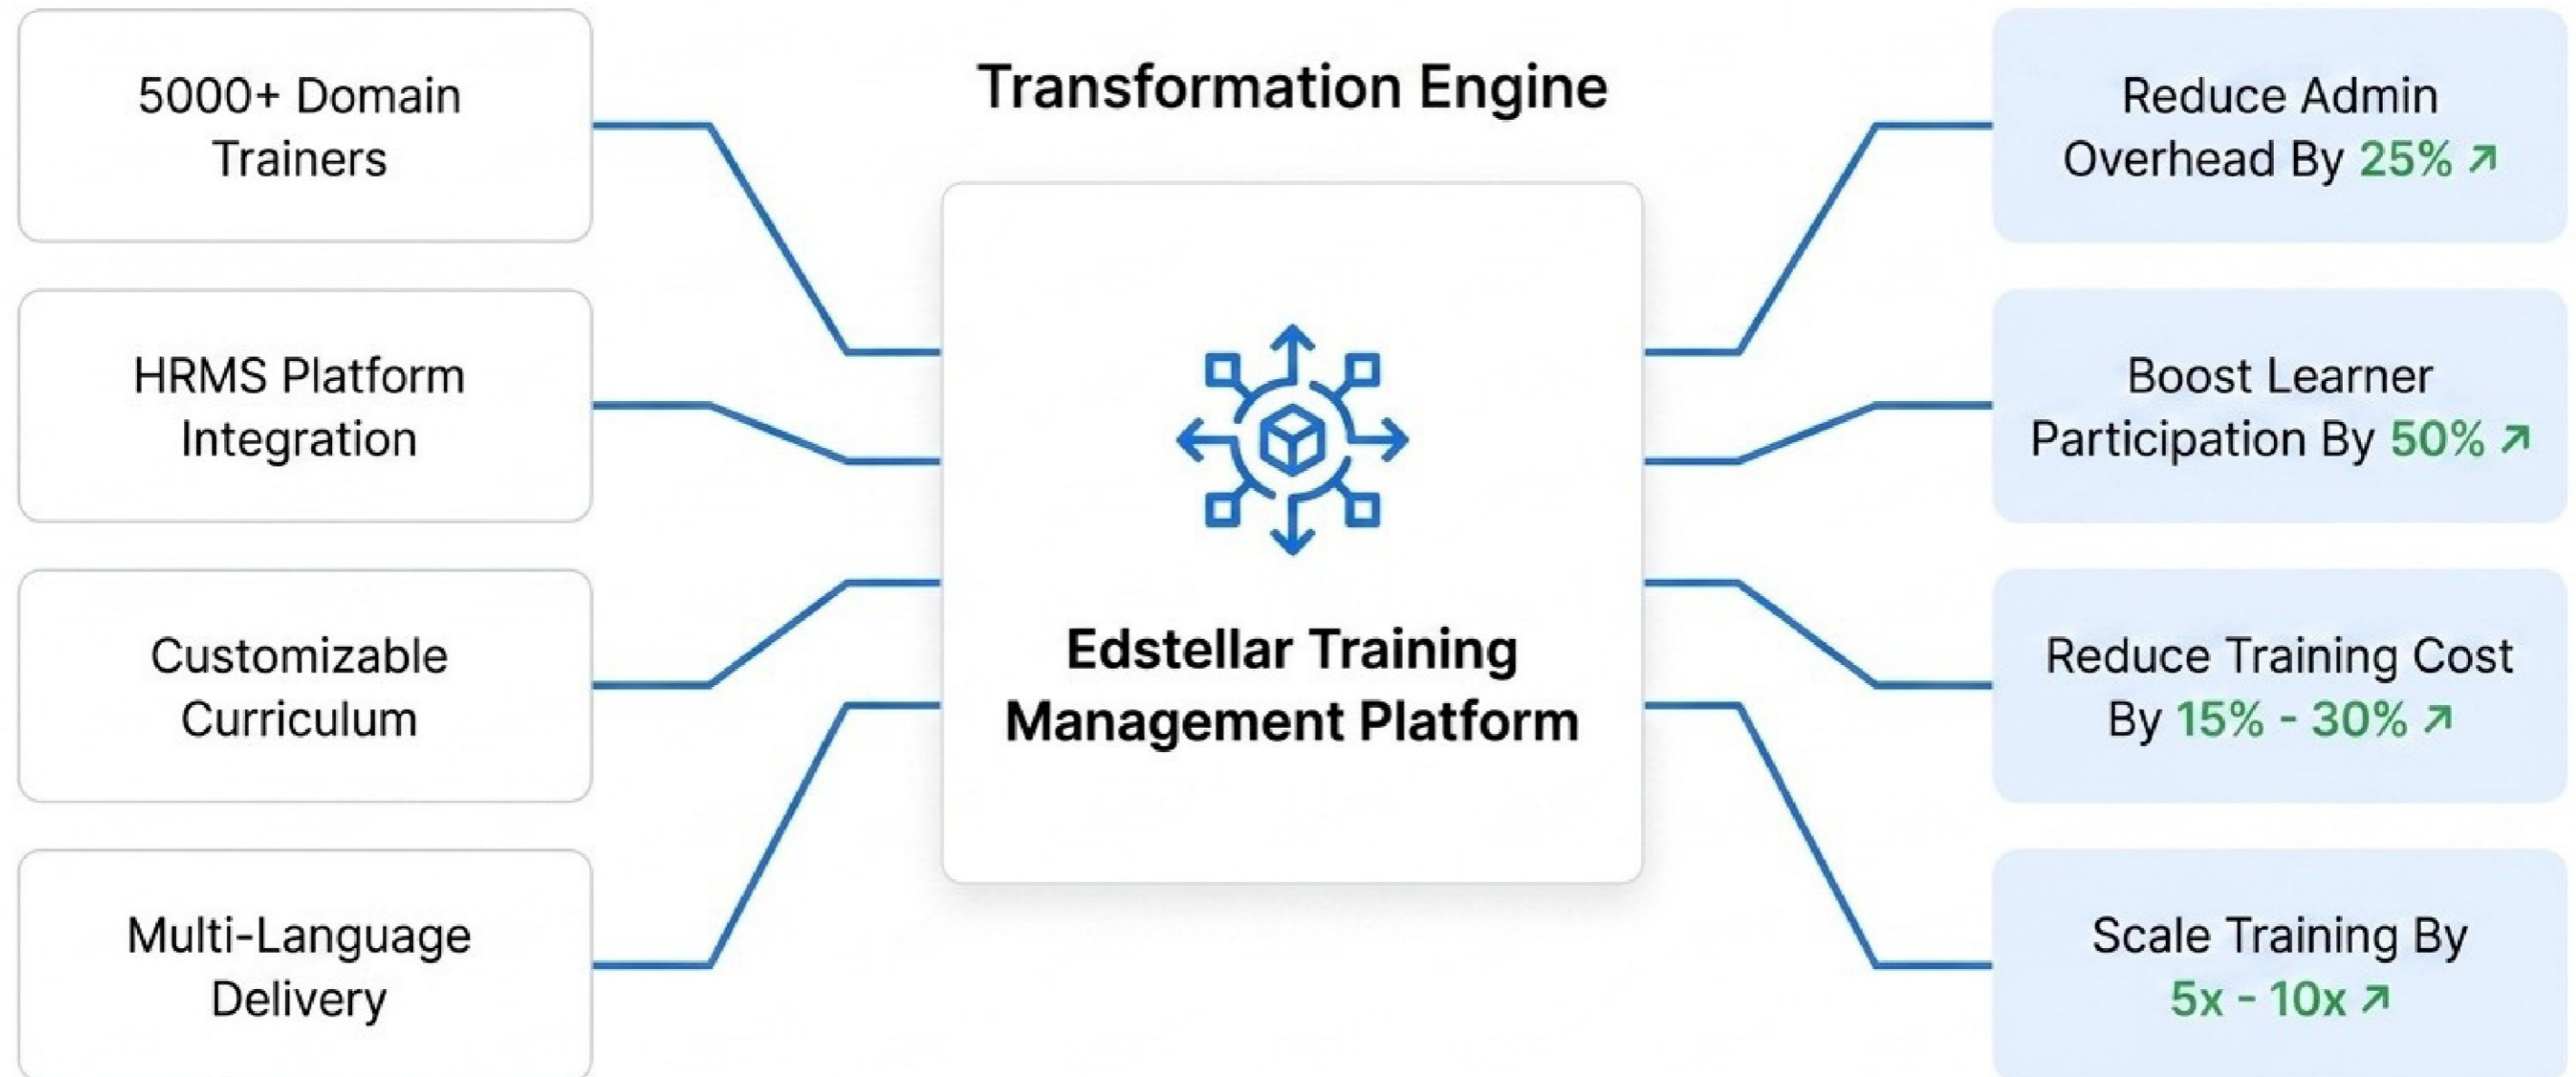 5000+ Domain
Trainers
HRMS Platform
Integration
Customizable
Curriculum
Multi-Language
Delivery
Transformation Engine
Edstellar Training
Management Platform
Reduce Admin
Overhead By 25% ↗
Boost Learner
Participation By 50% ↗
Reduce Training Cost
By 15% - 30% ↗
Scale Training By
5x - 10x ↗